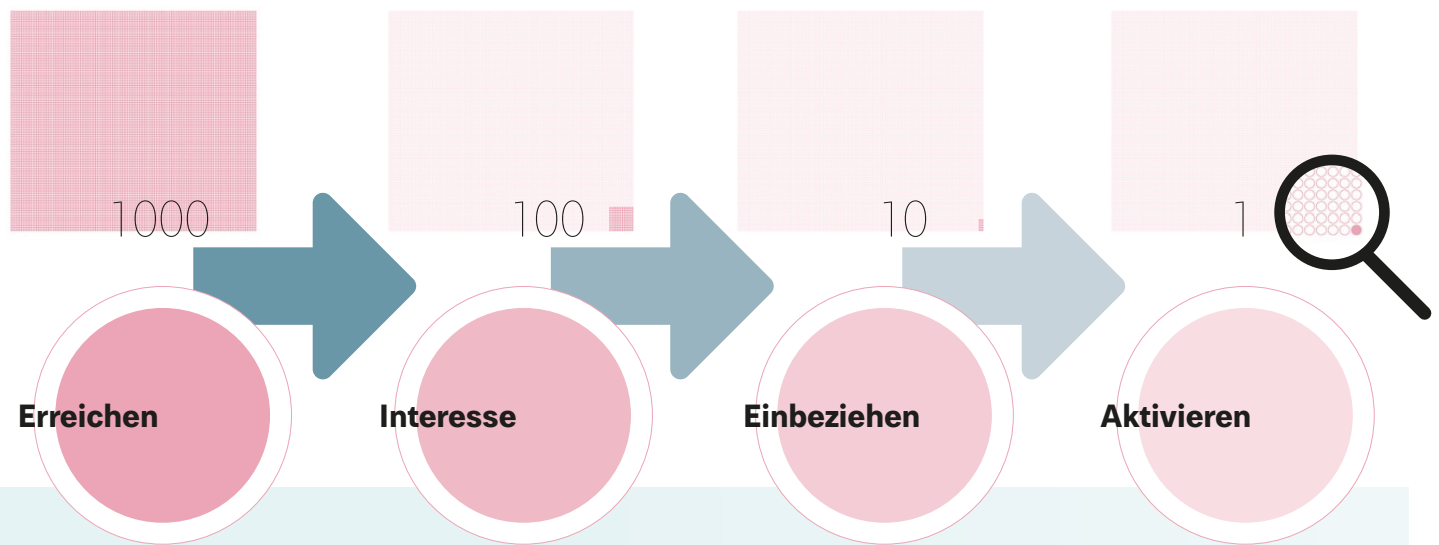 1000
100
10
1
Erreichen
Interesse
Einbeziehen
Aktivieren